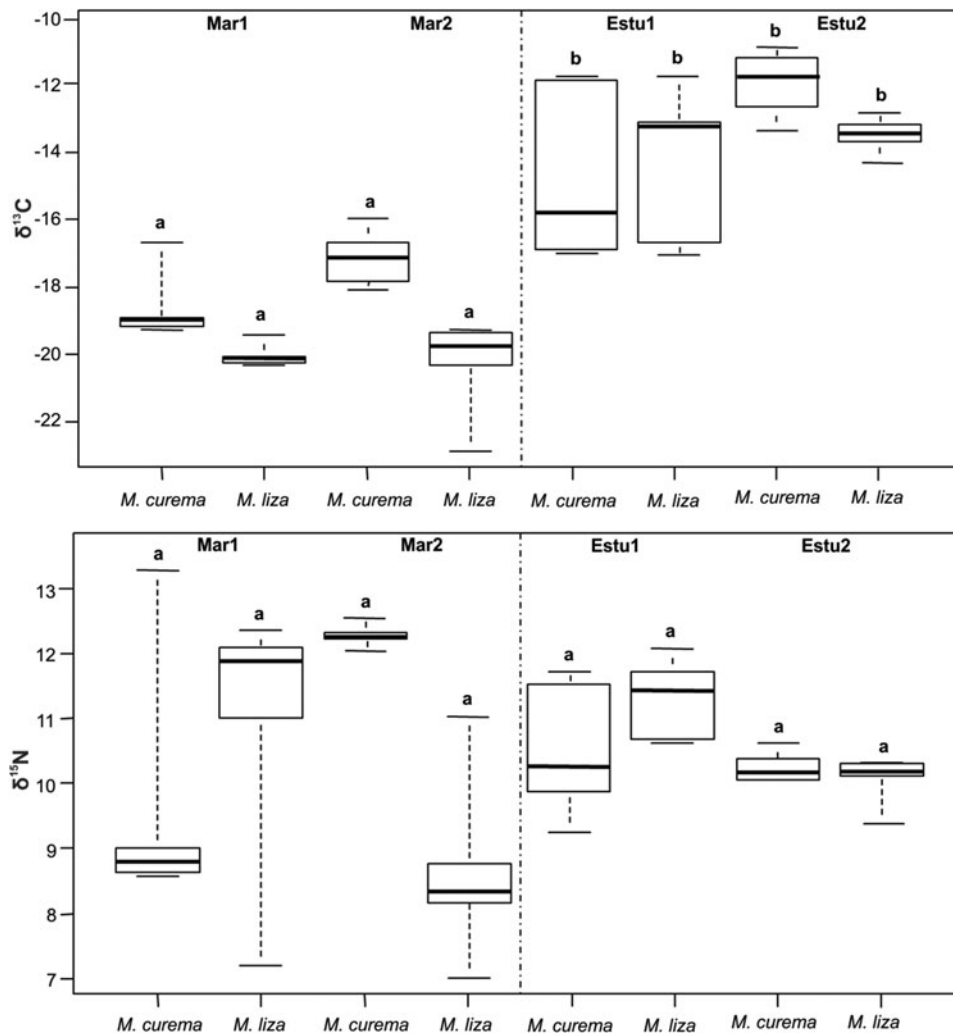 Mar1 Mar2 Estu1 Estu2
-10
-12
-14
-16
-18
-20
-22
δ¹³C
a a a a b b b b
M. curema M. liza M. curema M. liza M. curema M. liza M. curema M. liza
Mar1 Mar2 Estu1 Estu2
13
12
11
10
9
8
7
δ¹⁵N
a a a a a a a a
M. curema M. liza M. curema M. liza M. curema M. liza M. curema M. liza